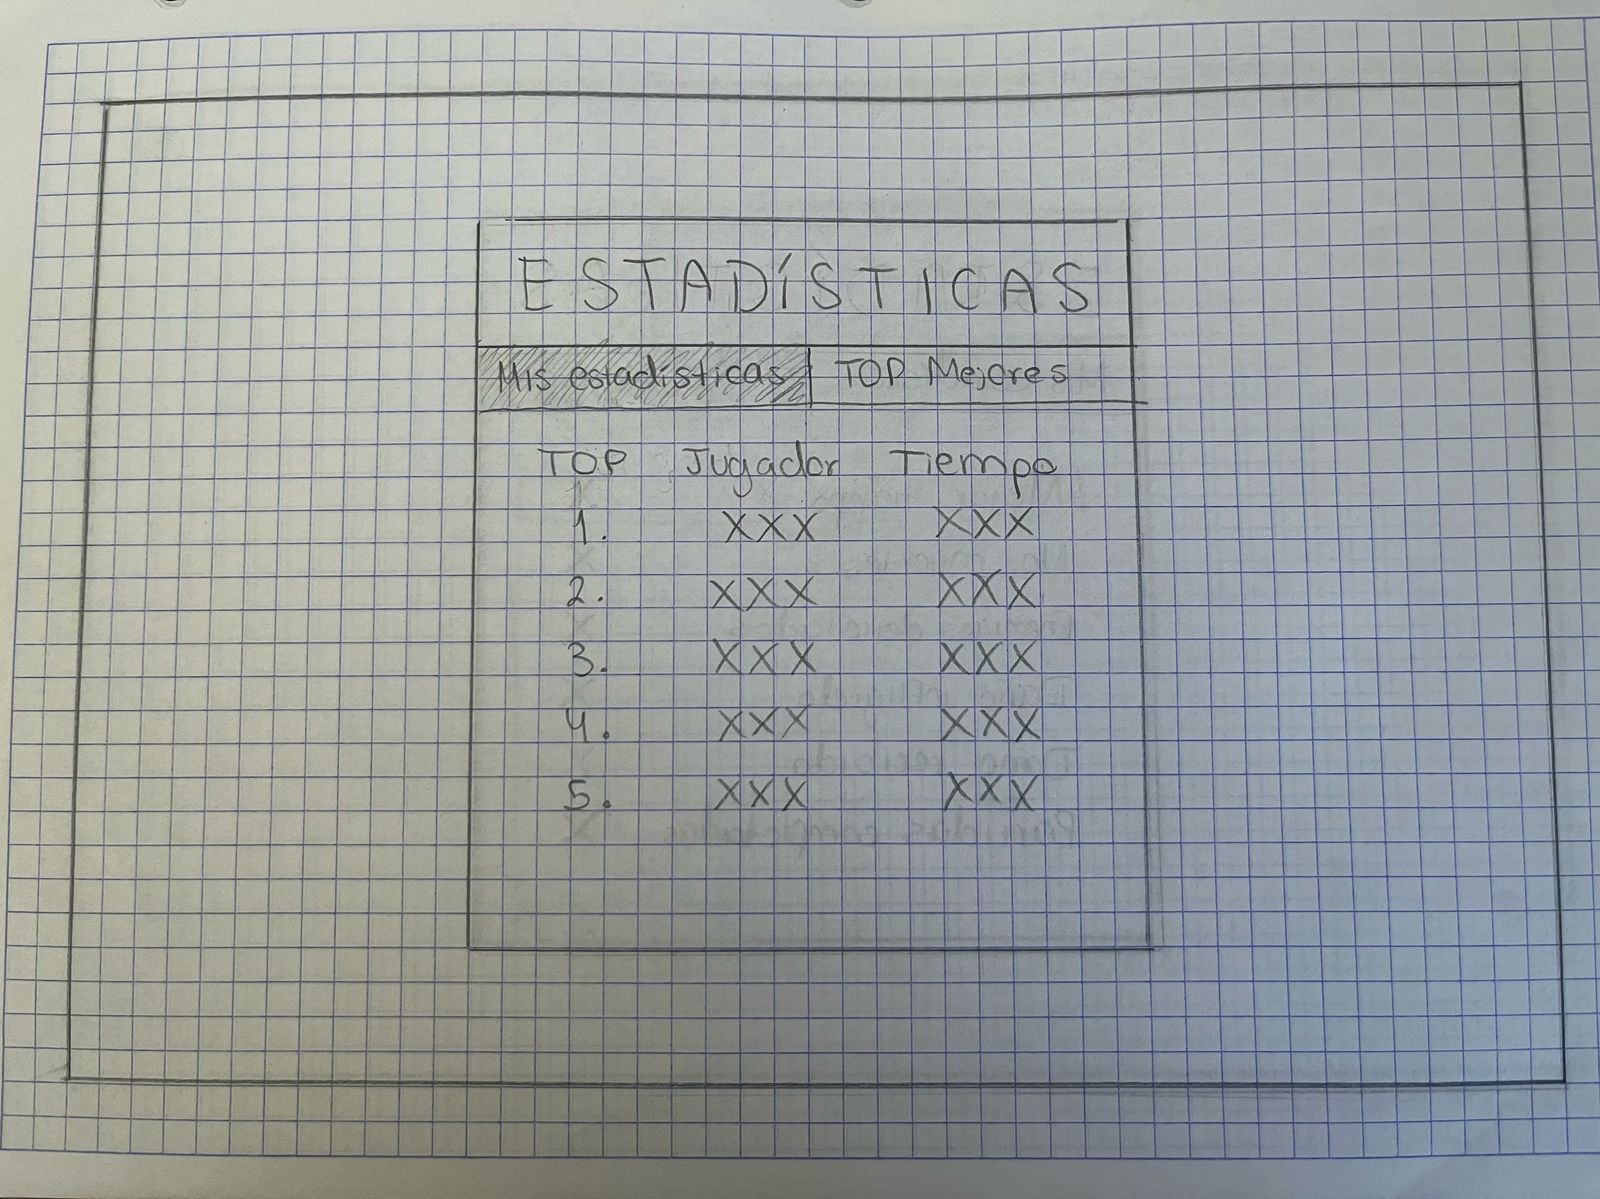 ESTADÍSTICAS
Mis estadísticas TOP Mejores
TOP Jugador Tiempo
1. XXX XXX
2. XXX XXX
3. XXX XXX
4. XXX XXX
5. XXX XXX